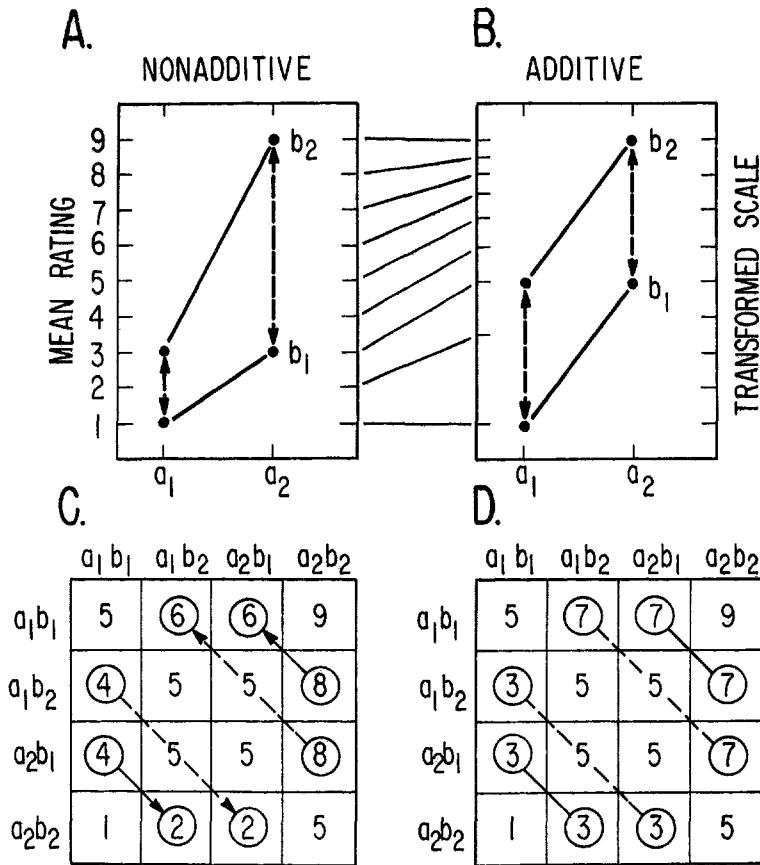 A.
B.
NONADDITIVE
ADDITIVE
MEAN RATING
9
8
7
6
5
4
3
2
1
b₂
b₁
a₁
a₂
b₂
b₁
a₁
a₂
TRANSFORMED SCALE
C.
a₁b₁ a₁b₂ a₂b₁ a₂b₂
a₁b₁ 5 6 6 9
a₁b₂ 4 5 5 8
a₂b₁ 4 5 5 8
a₂b₂ 1 2 2 5
D.
a₁b₁ a₁b₂ a₂b₁ a₂b₂
a₁b₁ 5 7 7 9
a₁b₂ 3 5 5 7
a₂b₁ 3 5 5 7
a₂b₂ 1 3 3 5